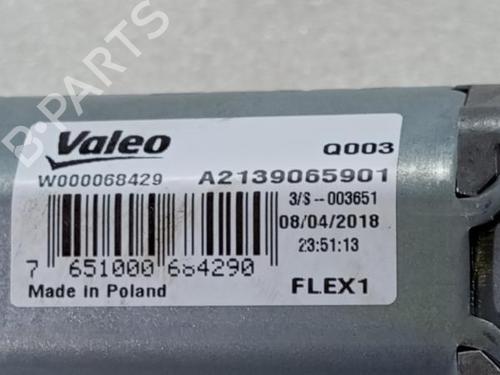 B-PARTS
Valeo
Q003
W000068429 A2139065901
3/S -- 003651
08/04/2018
23:51:13
7 651000 684290
Made in Poland
FLEX1